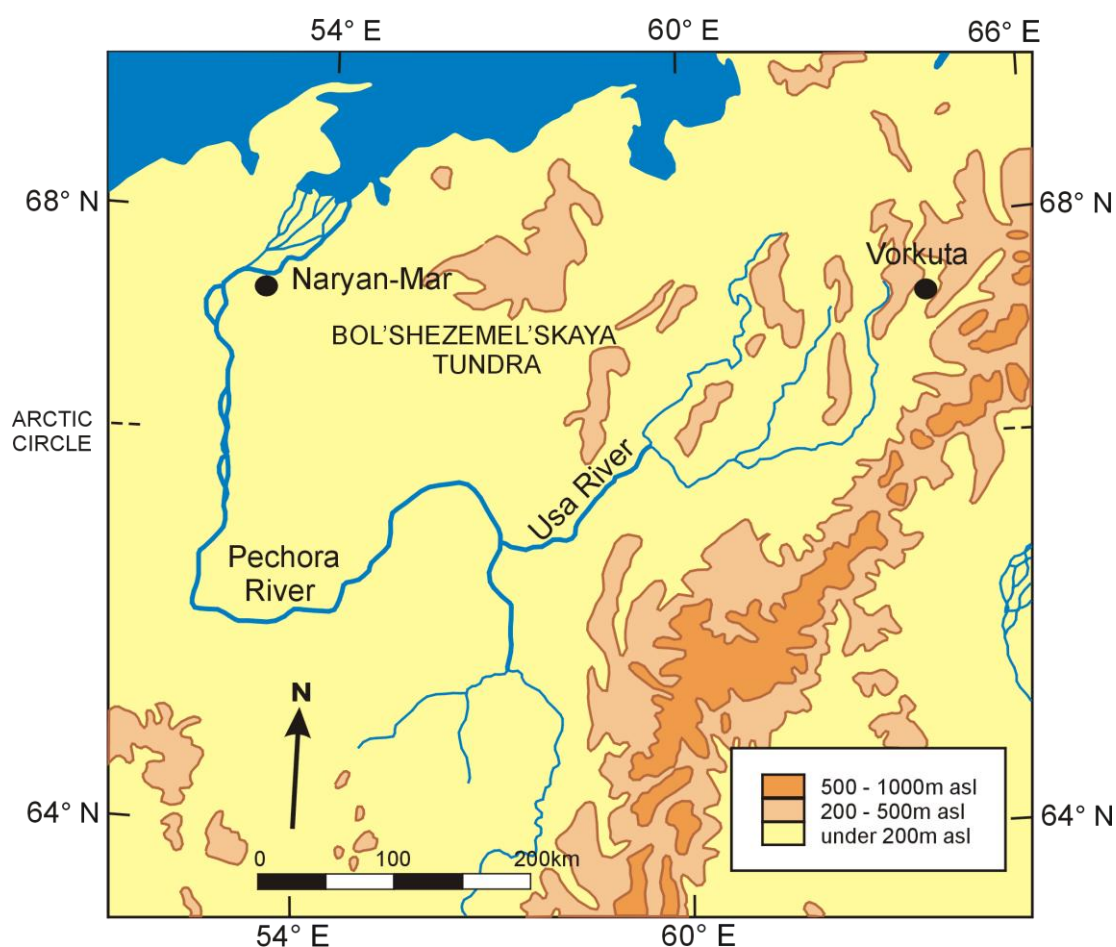 54° E
60° E
66° E
68° N
68° N
Vorkuta
Naryan-Mar
BOL'SHEZEMEL'SKAYA
TUNDRA
ARCTIC
CIRCLE
Usa River
Pechora
River
N
500 - 1000m asl
200 - 500m asl
under 200m asl
64° N
64° N
0 100 200km
54° E
60° E